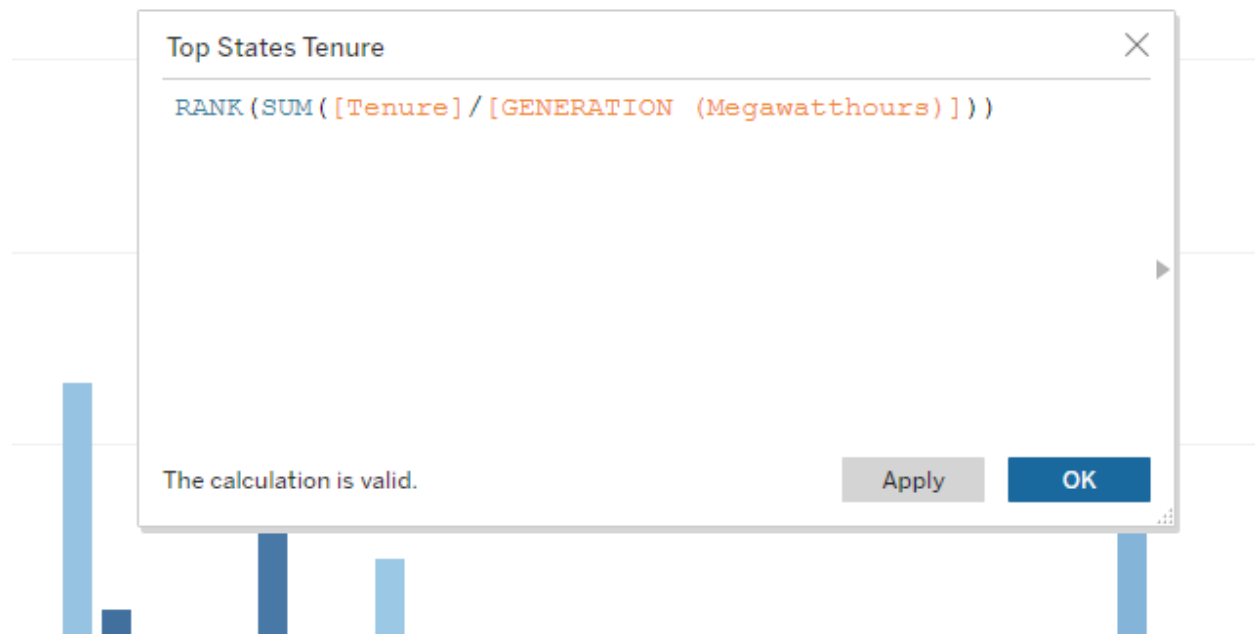 Top States Tenure
RANK(SUM([Tenure]/[GENERATION (Megawatthours)]))
The calculation is valid.
Apply
OK